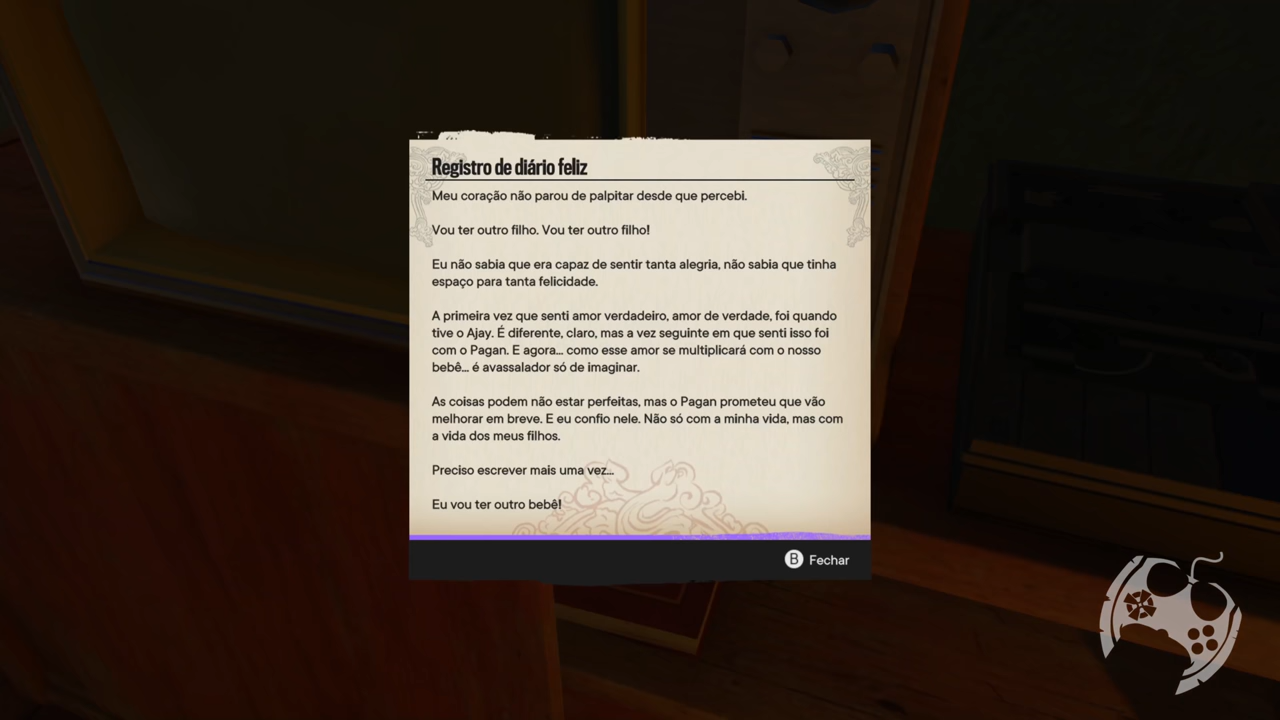 Registro de diário feliz
Meu coração não parou de palpitar desde que percebi.
Vou ter outro filho. Vou ter outro filho!
Eu não sabia que era capaz de sentir tanta alegria, não sabia que tinha
espaço para tanta felicidade.
A primeira vez que senti amor verdadeiro, amor de verdade, foi quando
tive o Ajay. É diferente, claro, mas a vez seguinte em que senti isso foi
com o Pagan. E agora... como esse amor se multiplicará com o nosso
bebê... é avassalador só de imaginar.
As coisas podem não estar perfeitas, mas o Pagan prometeu que vão
melhorar em breve. E eu confio nele. Não só com a minha vida, mas com
a vida dos meus filhos.
Preciso escrever mais uma vez...
Eu vou ter outro bebê!
B Fechar